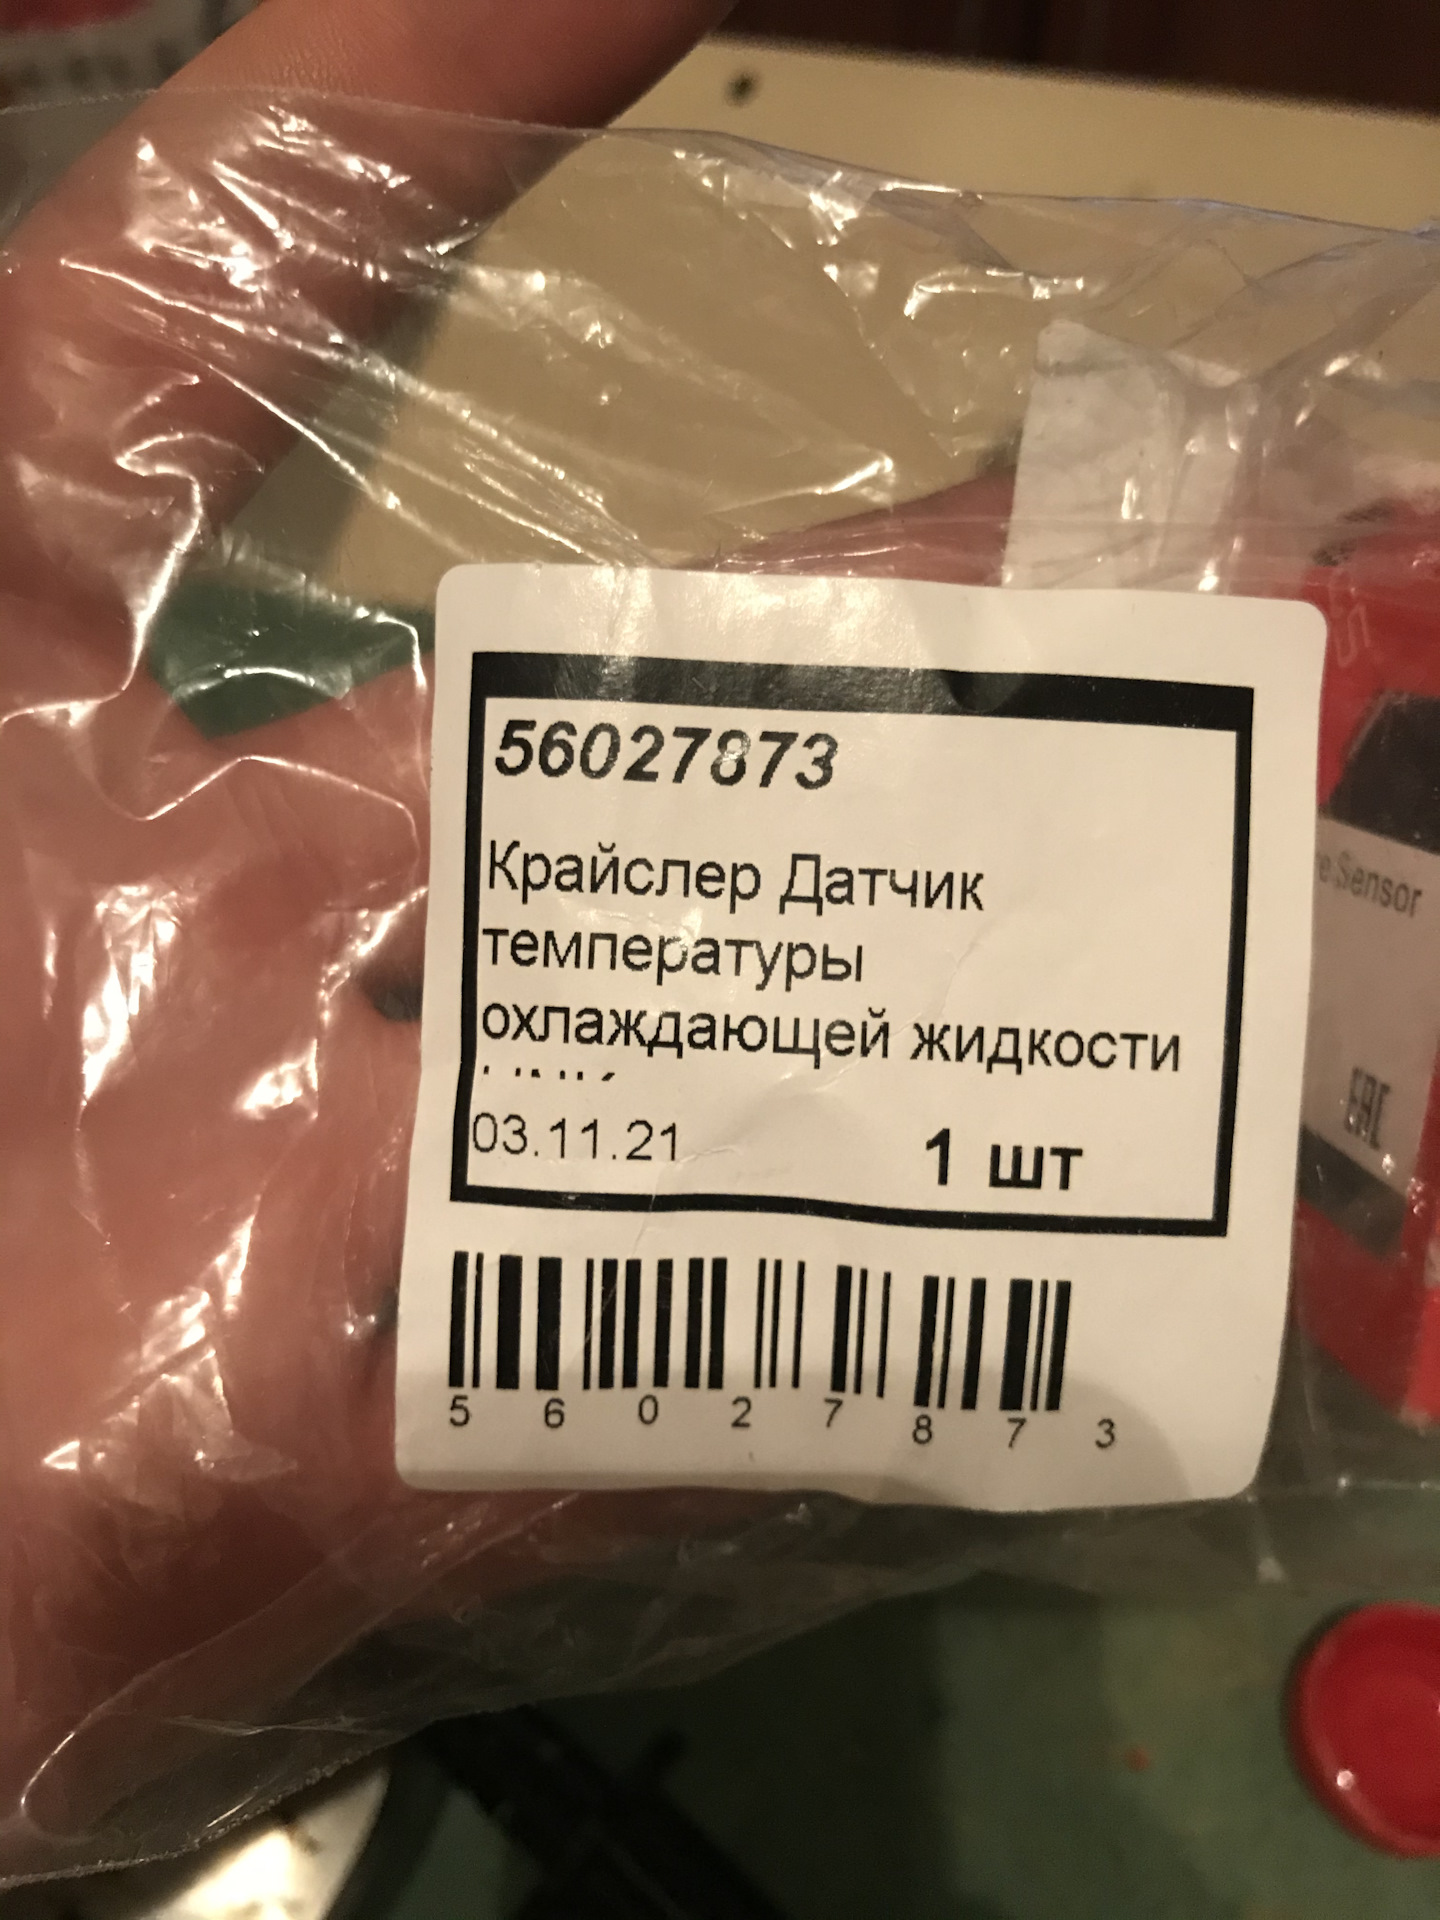 56027873
Крайслер Датчик
температуры
охлаждающей жидкости
03.11.21 1 шт
5 6 0 2 7 8 7 3
Sensor
EAC